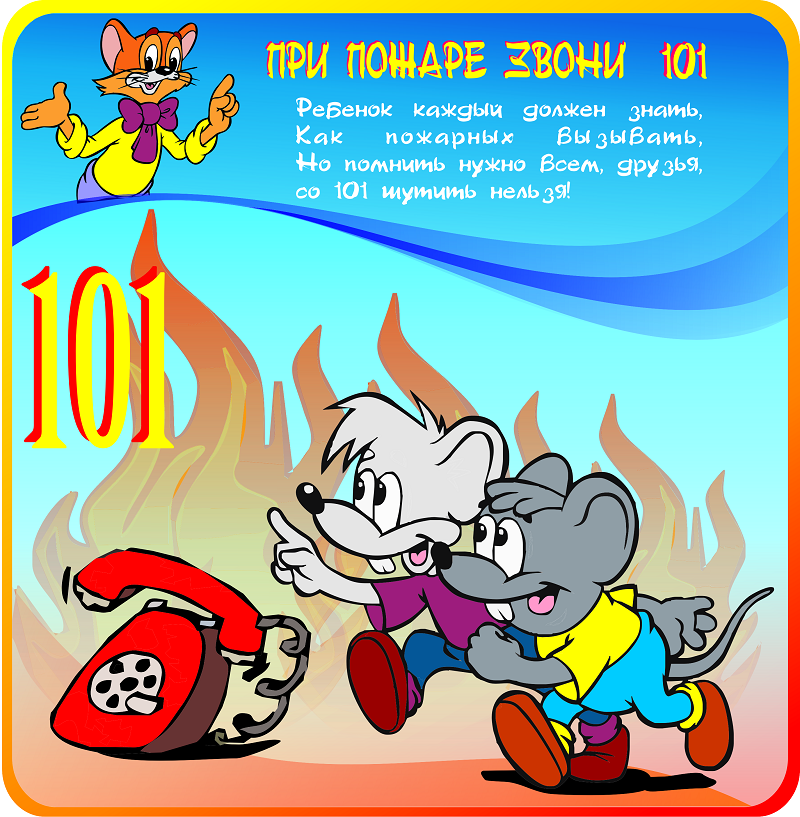 ПРИ ПОЖАРЕ ЗВОНИ 101
Ребенок каждый должен знать,
Как пожарных вызывать,
Но помнить нужно всем, друзья,
со 101 шутить нельзя!
101